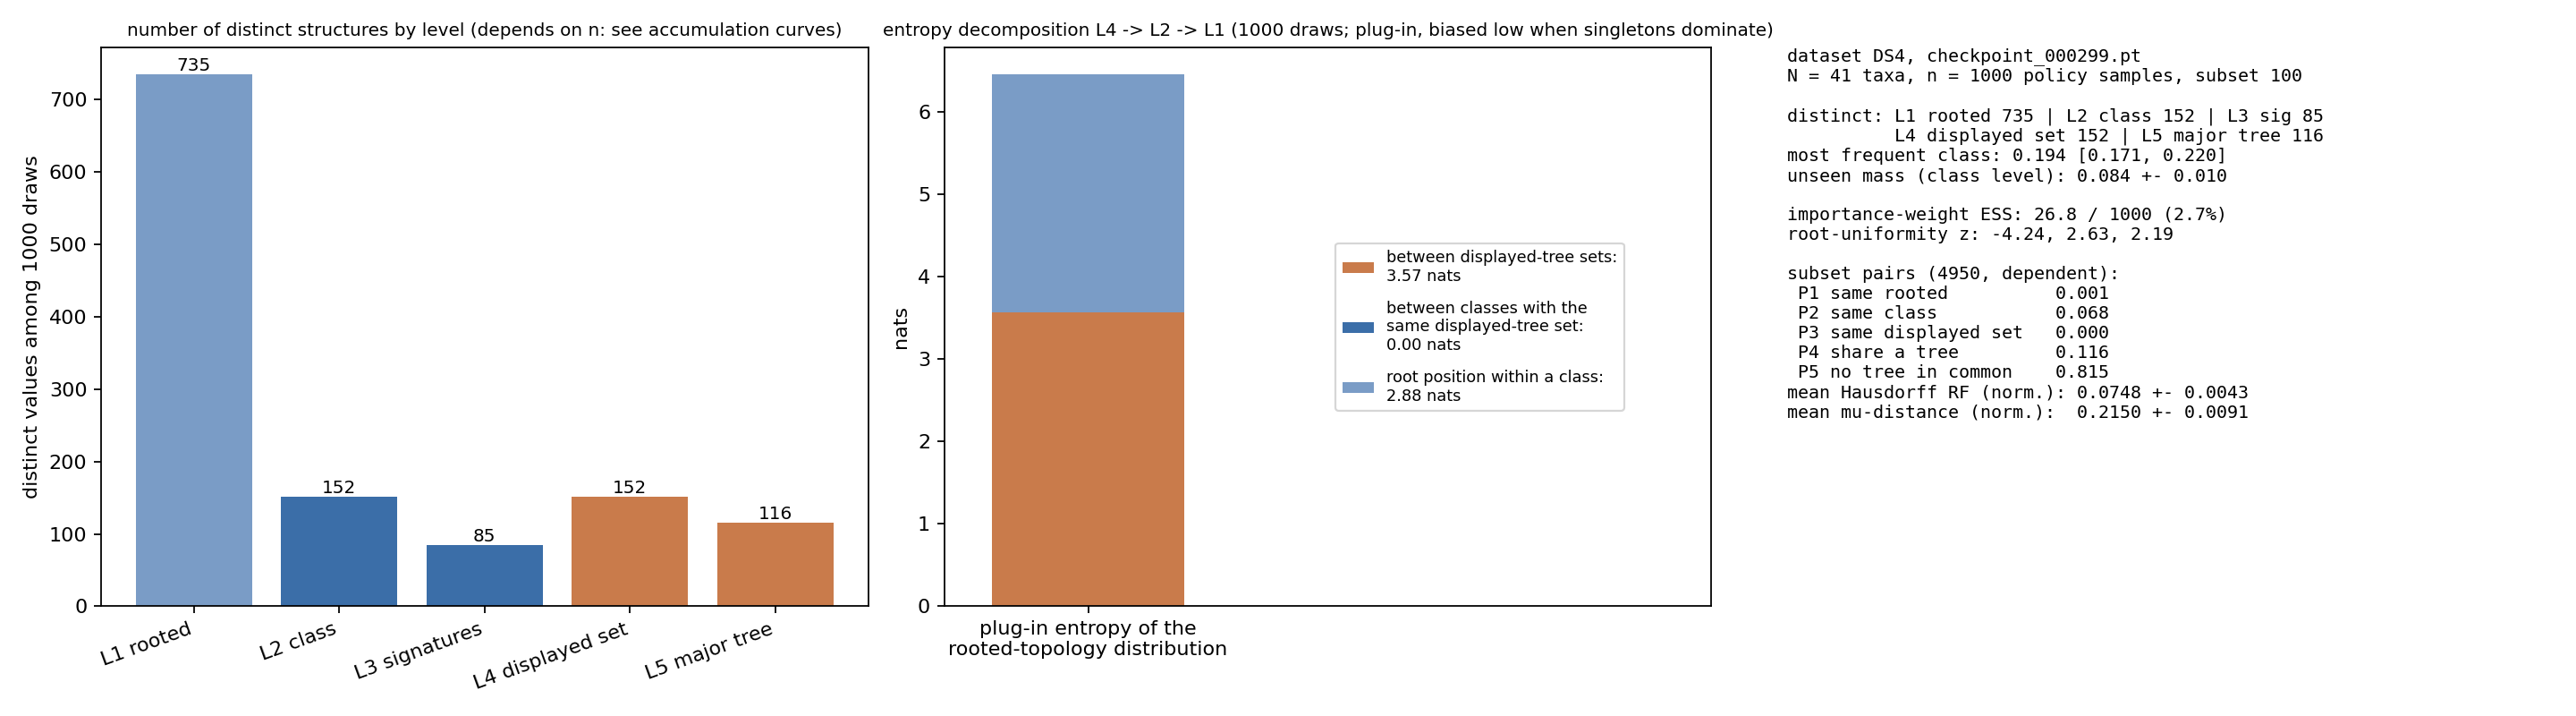 number of distinct structures by level (depends on n: see accumulation curves)
distinct values among 1000 draws
700
600
500
400
300
200
100
0
735
152
85
152
116
L1 rooted
L2 class
L3 signatures
L4 displayed set
L5 major tree
entropy decomposition L4 -> L2 -> L1 (1000 draws; plug-in, biased low when singletons dominate)
nats
6
5
4
3
2
1
0
between displayed-tree sets:
3.57 nats
between classes with the
same displayed-tree set:
0.00 nats
root position within a class:
2.88 nats
plug-in entropy of the
rooted-topology distribution
dataset DS4, checkpoint_000299.pt
N = 41 taxa, n = 1000 policy samples, subset 100
distinct: L1 rooted 735 | L2 class 152 | L3 sig 85
L4 displayed set 152 | L5 major tree 116
most frequent class: 0.194 [0.171, 0.220]
unseen mass (class level): 0.084 +- 0.010
importance-weight ESS: 26.8 / 1000 (2.7%)
root-uniformity z: -4.24, 2.63, 2.19
subset pairs (4950, dependent):
P1 same rooted 0.001
P2 same class 0.068
P3 same displayed set 0.000
P4 share a tree 0.116
P5 no tree in common 0.815
mean Hausdorff RF (norm.): 0.0748 +- 0.0043
mean mu-distance (norm.): 0.2150 +- 0.0091